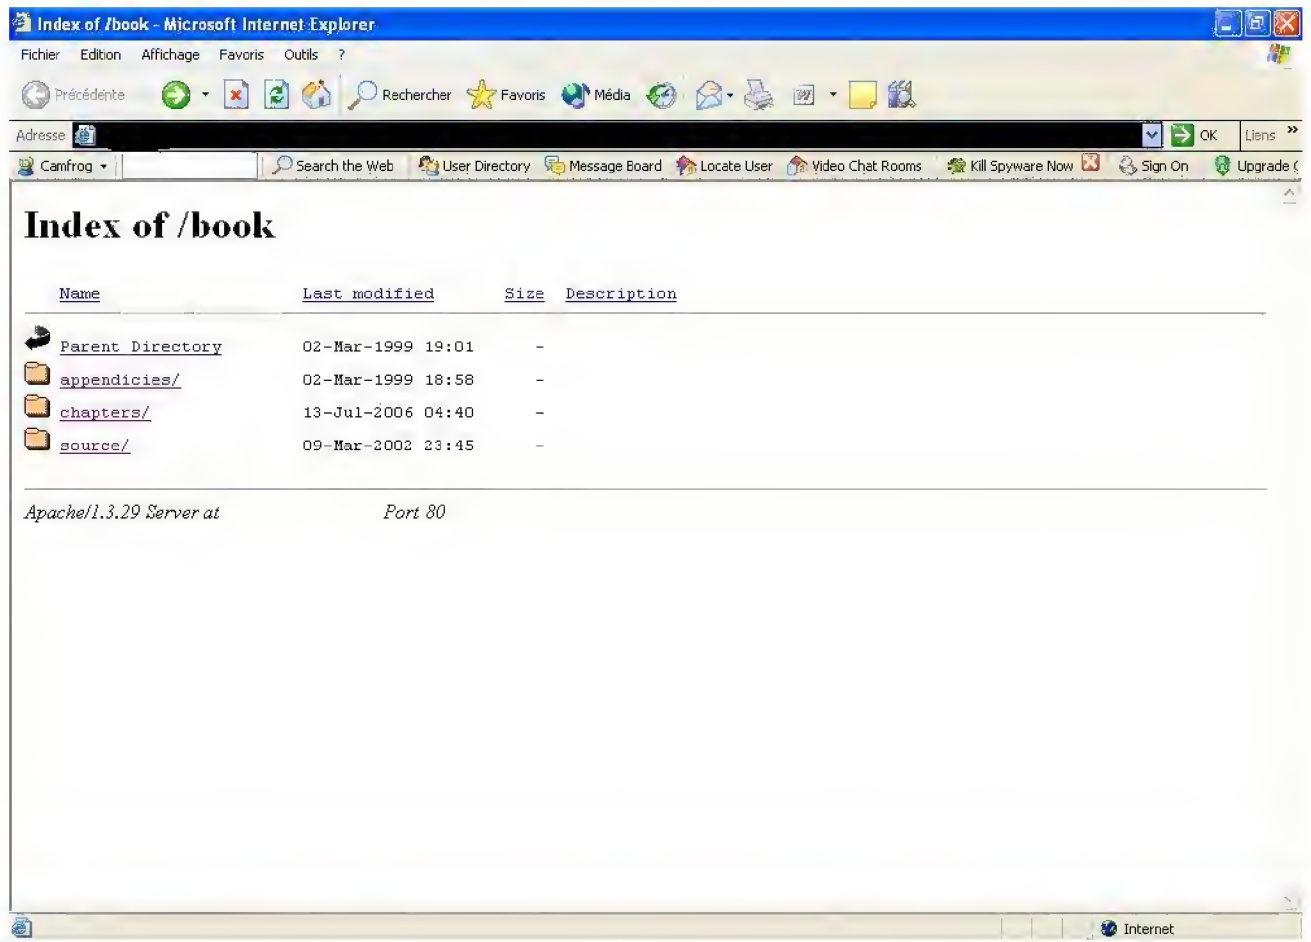 Index of /book - Microsoft Internet Explorer
Fichier Edition Affichage Favoris Outils ?
Précédente Rechercher Favoris Média
Adresse OK Liens »
Camfrog Search the Web User Directory Message Board Locate User Video Chat Rooms Kill Spyware Now Sign On Upgrade
Index of /book
Name Last modified Size Description
Parent Directory 02-Mar-1999 19:01 -
appendicies/ 02-Mar-1999 18:58 -
chapters/ 13-Jul-2006 04:40 -
source/ 09-Mar-2002 23:45 -
Apache/1.3.29 Server at Port 80
Internet